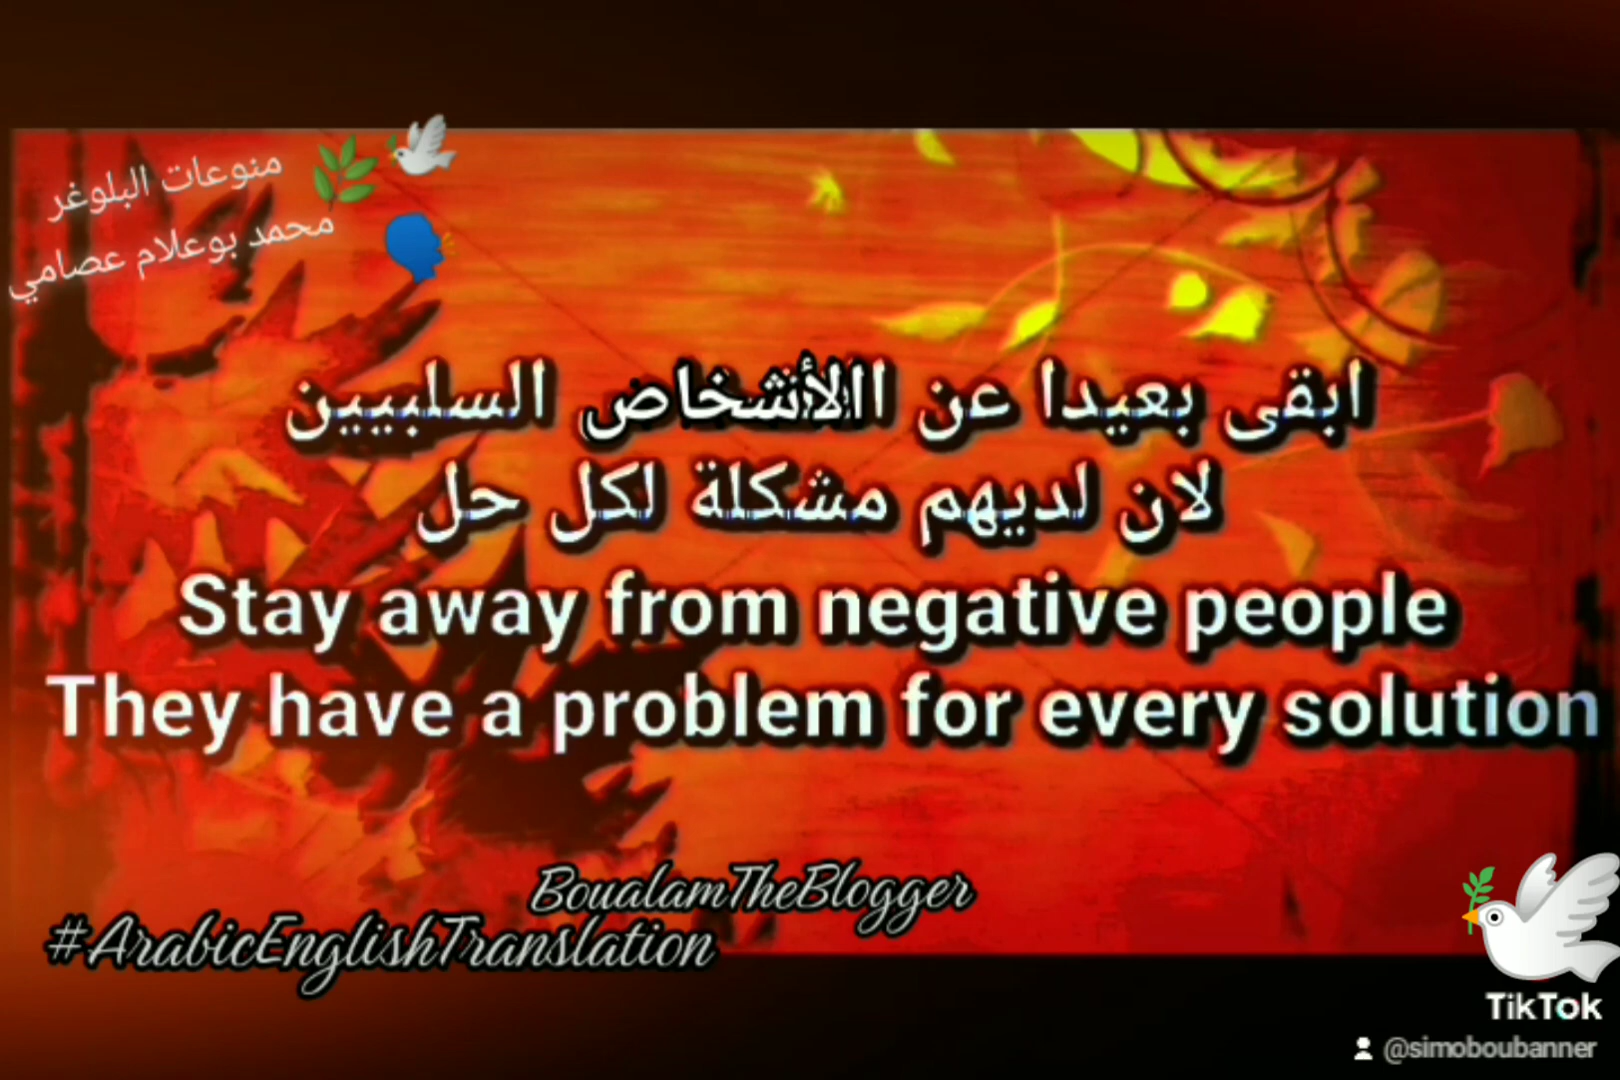 منوعات البلوغر
محمد بوعلام عصامي
ابقى بعيدا عن االأشخاص السلبيين
لان لديهم مشكلة لكل حل
Stay away from negative people
They have a problem for every solution
BoualamTheBlogger
#ArabicEnglishTranslation
TikTok
@simoboubanner